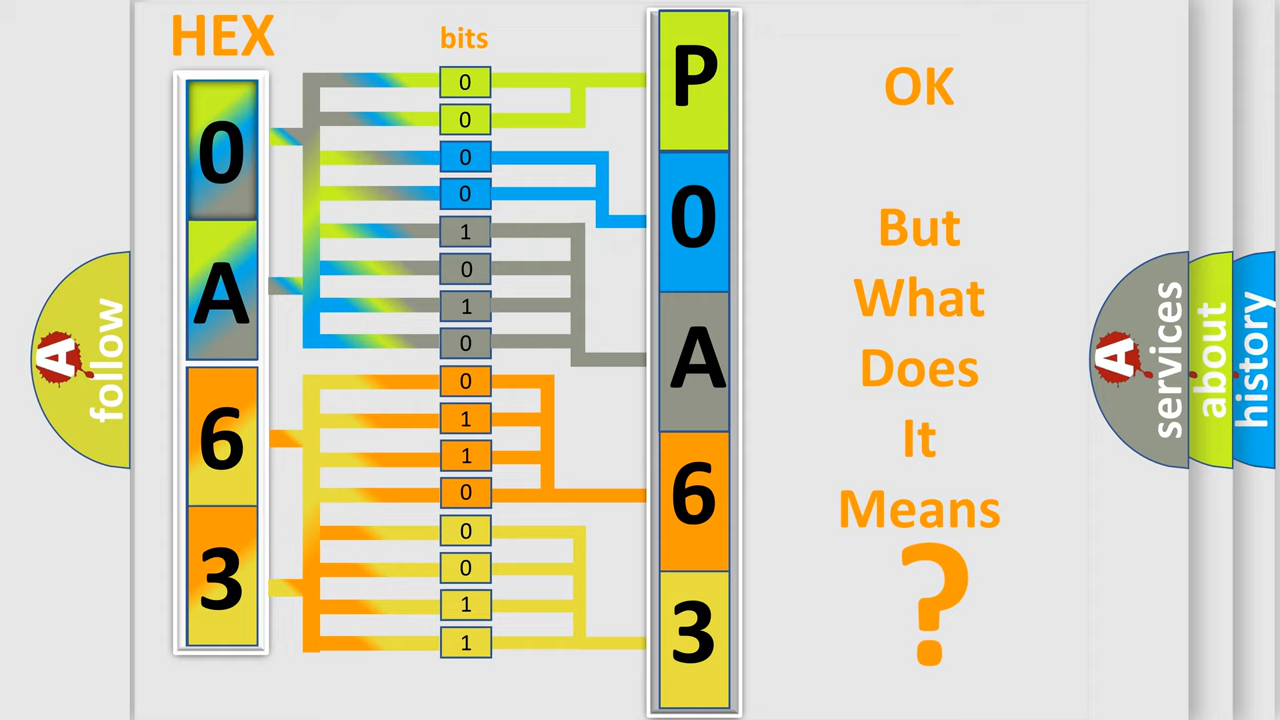 HEX
bits
0
A
6
3
0
0
0
0
1
0
1
0
0
1
1
0
0
0
1
1
P
0
A
6
3
OK
But
What
Does
It
Means
?
A
follow
A
services
about
history